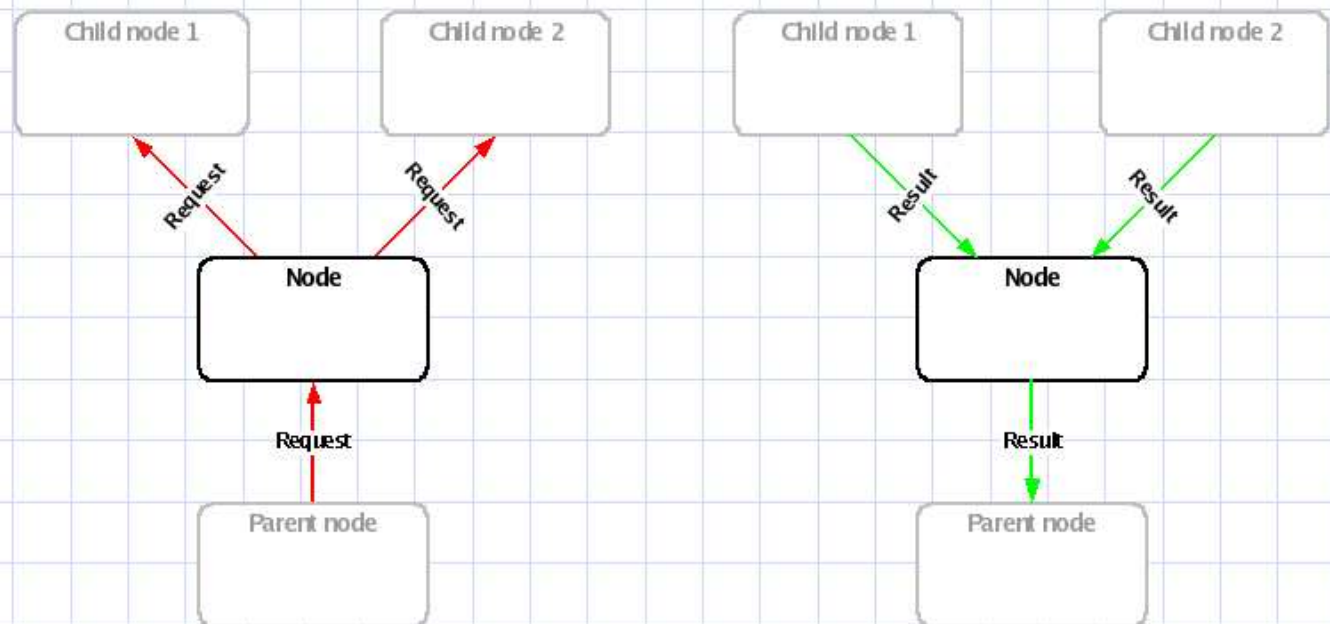 Child node 1
Child node 2
Child node 1
Child node 2
Request
Request
Result
Result
Node
Node
Request
Result
Parent node
Parent node